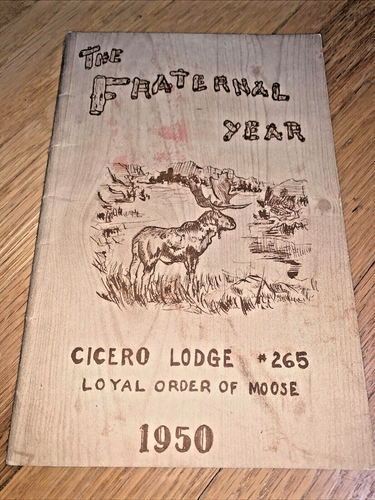 THE
FRATERNAL
YEAR
CICERO LODGE #265
LOYAL ORDER OF MOOSE
1950